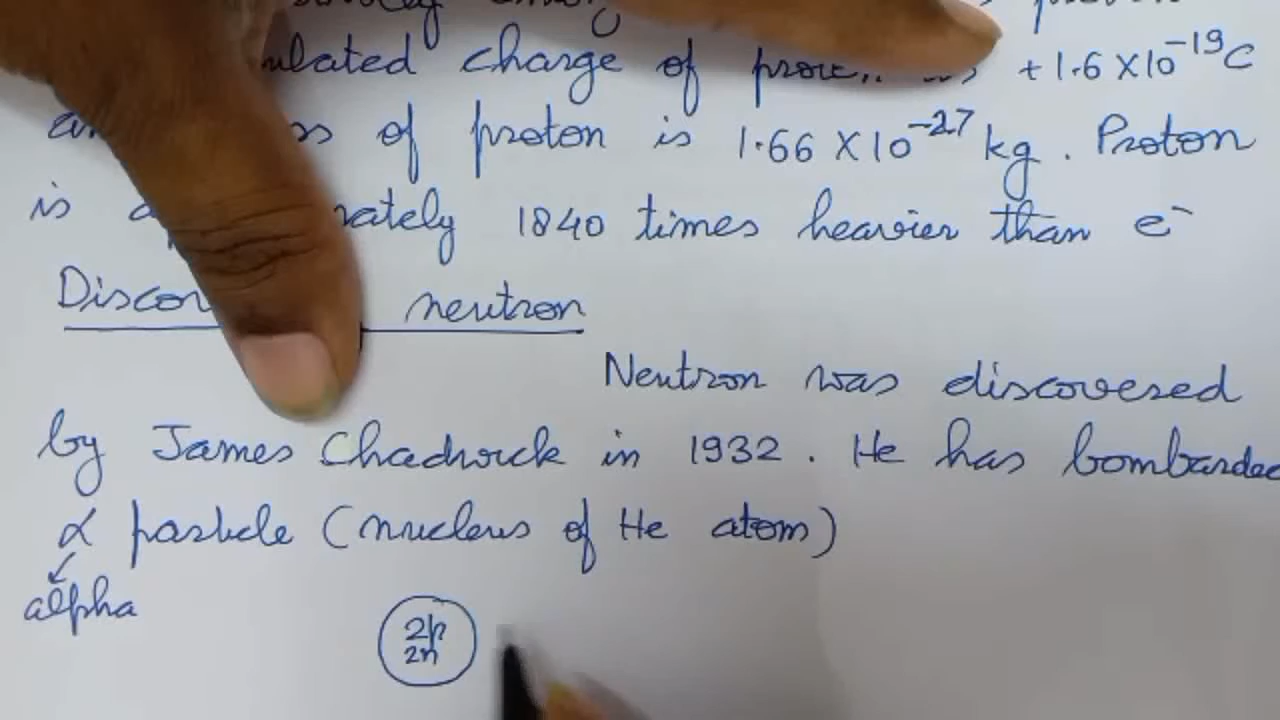 charge of + 1.6 X 10⁻¹⁹ C
of proton is 1.66 X 10⁻²⁷ kg. Proton
is 1840 times heavier than e⁻
neutron
Neutron was discovered
by James Chadwick in 1932. He has bombarded
α particle (nucleus of He atom)
alpha
2p
2n